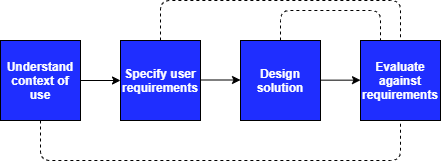 Understand
context of
use
Specify user
requirements
Design
solution
Evaluate
against
requirements